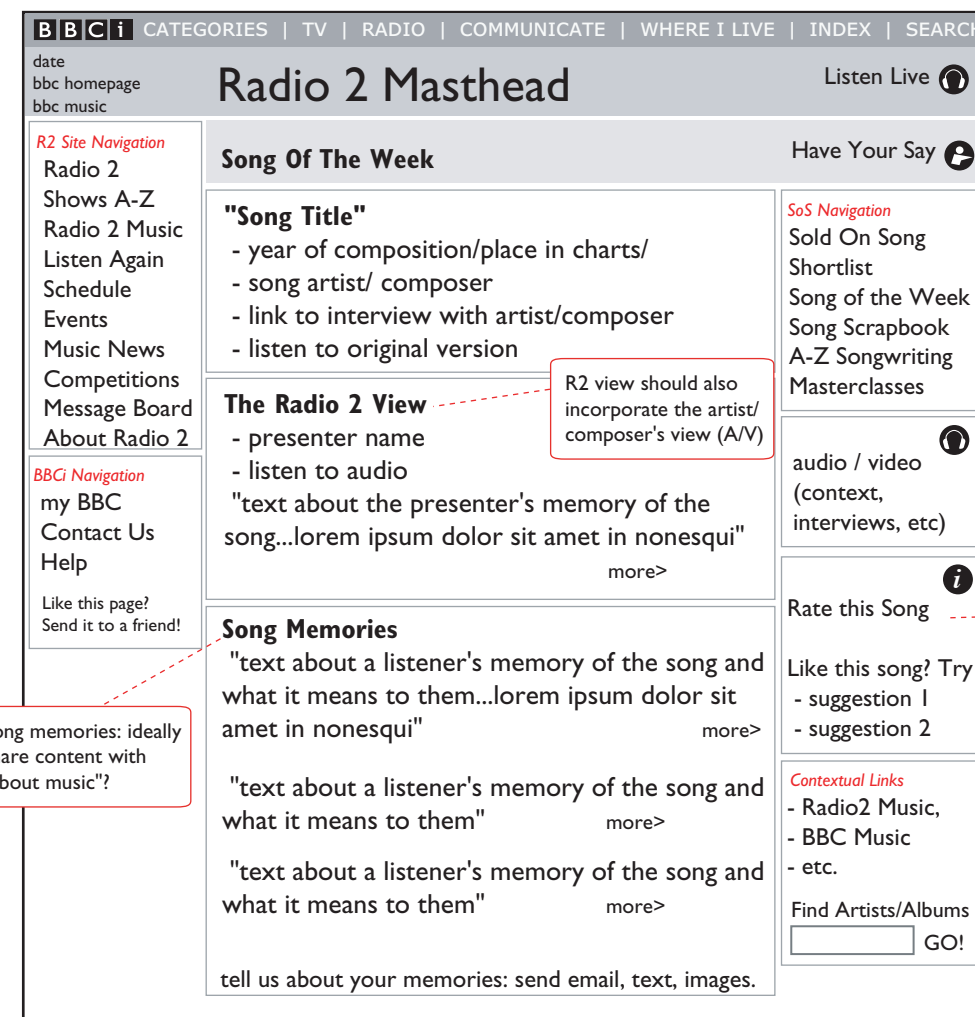 BBCi CATEGORIES | TV | RADIO | COMMUNICATE | WHERE I LIVE | INDEX | SEARCH
date
bbc homepage
bbc music
Radio 2 Masthead
Listen Live
R2 Site Navigation
Radio 2
Shows A-Z
Radio 2 Music
Listen Again
Schedule
Events
Music News
Competitions
Message Board
About Radio 2
BBCi Navigation
my BBC
Contact Us
Help
Like this page?
Send it to a friend!
Song Of The Week
Have Your Say
"Song Title"
- year of composition/place in charts/
- song artist/ composer
- link to interview with artist/composer
- listen to original version
The Radio 2 View
- presenter name
- listen to audio
"text about the presenter's memory of the
song...lorem ipsum dolor sit amet in nonesqui"
more>
R2 view should also
incorporate the artist/
composer's view (A/V)
Song Memories
"text about a listener's memory of the song and
what it means to them...lorem ipsum dolor sit
amet in nonesqui" more>
"text about a listener's memory of the song and
what it means to them" more>
"text about a listener's memory of the song and
what it means to them" more>
tell us about your memories: send email, text, images.
memories: ideally
content with
music"?
SoS Navigation
Sold On Song
Shortlist
Song of the Week
Song Scrapbook
A-Z Songwriting
Masterclasses
audio / video
(context,
interviews, etc)
i
Rate this Song
Like this song? Try
- suggestion 1
- suggestion 2
Contextual Links
- Radio2 Music,
- BBC Music
- etc.
Find Artists/Albums
GO!